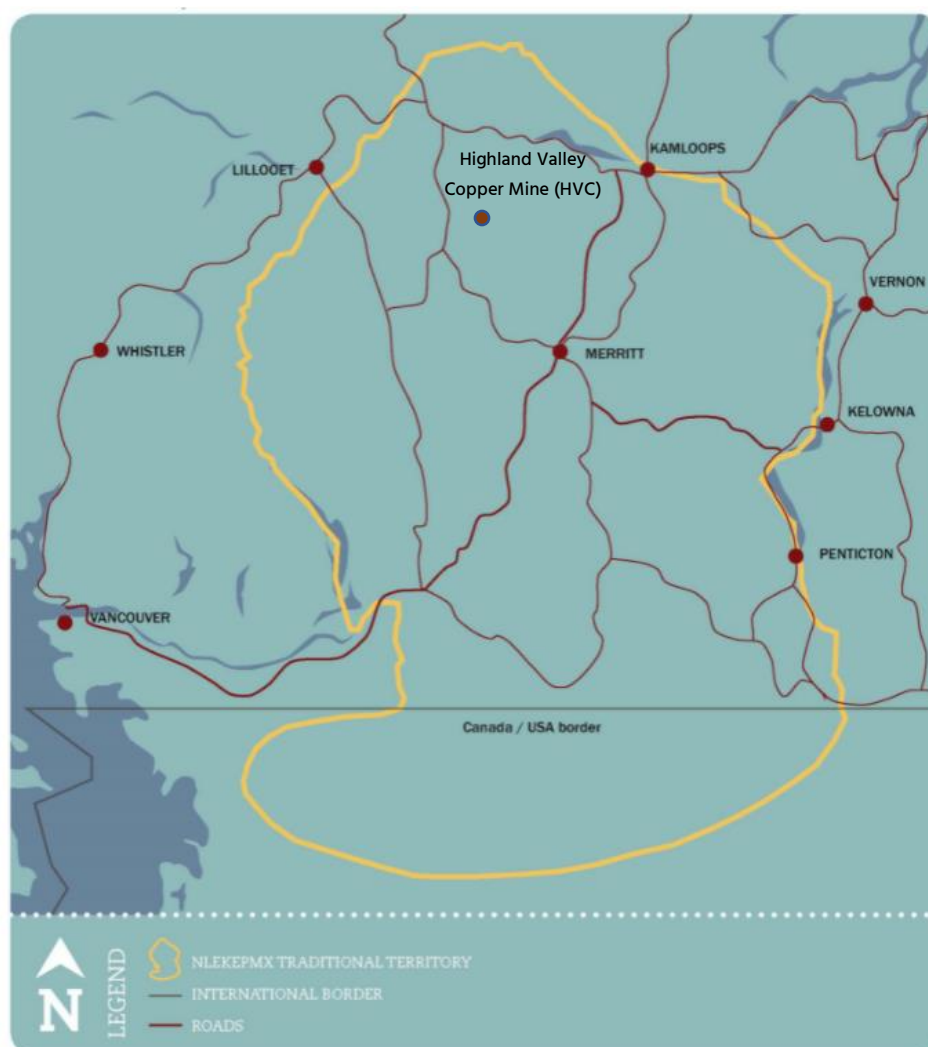 KAMLOOPS
Highland Valley
Copper Mine (HVC)
LILLOOET
VERNON
WHISTLER
MERRITT
KELOWNA
PENTICTON
VANCOUVER
Canada / USA border
N
LEGEND
NLEKEPMX TRADITIONAL TERRITORY
INTERNATIONAL BORDER
ROADS